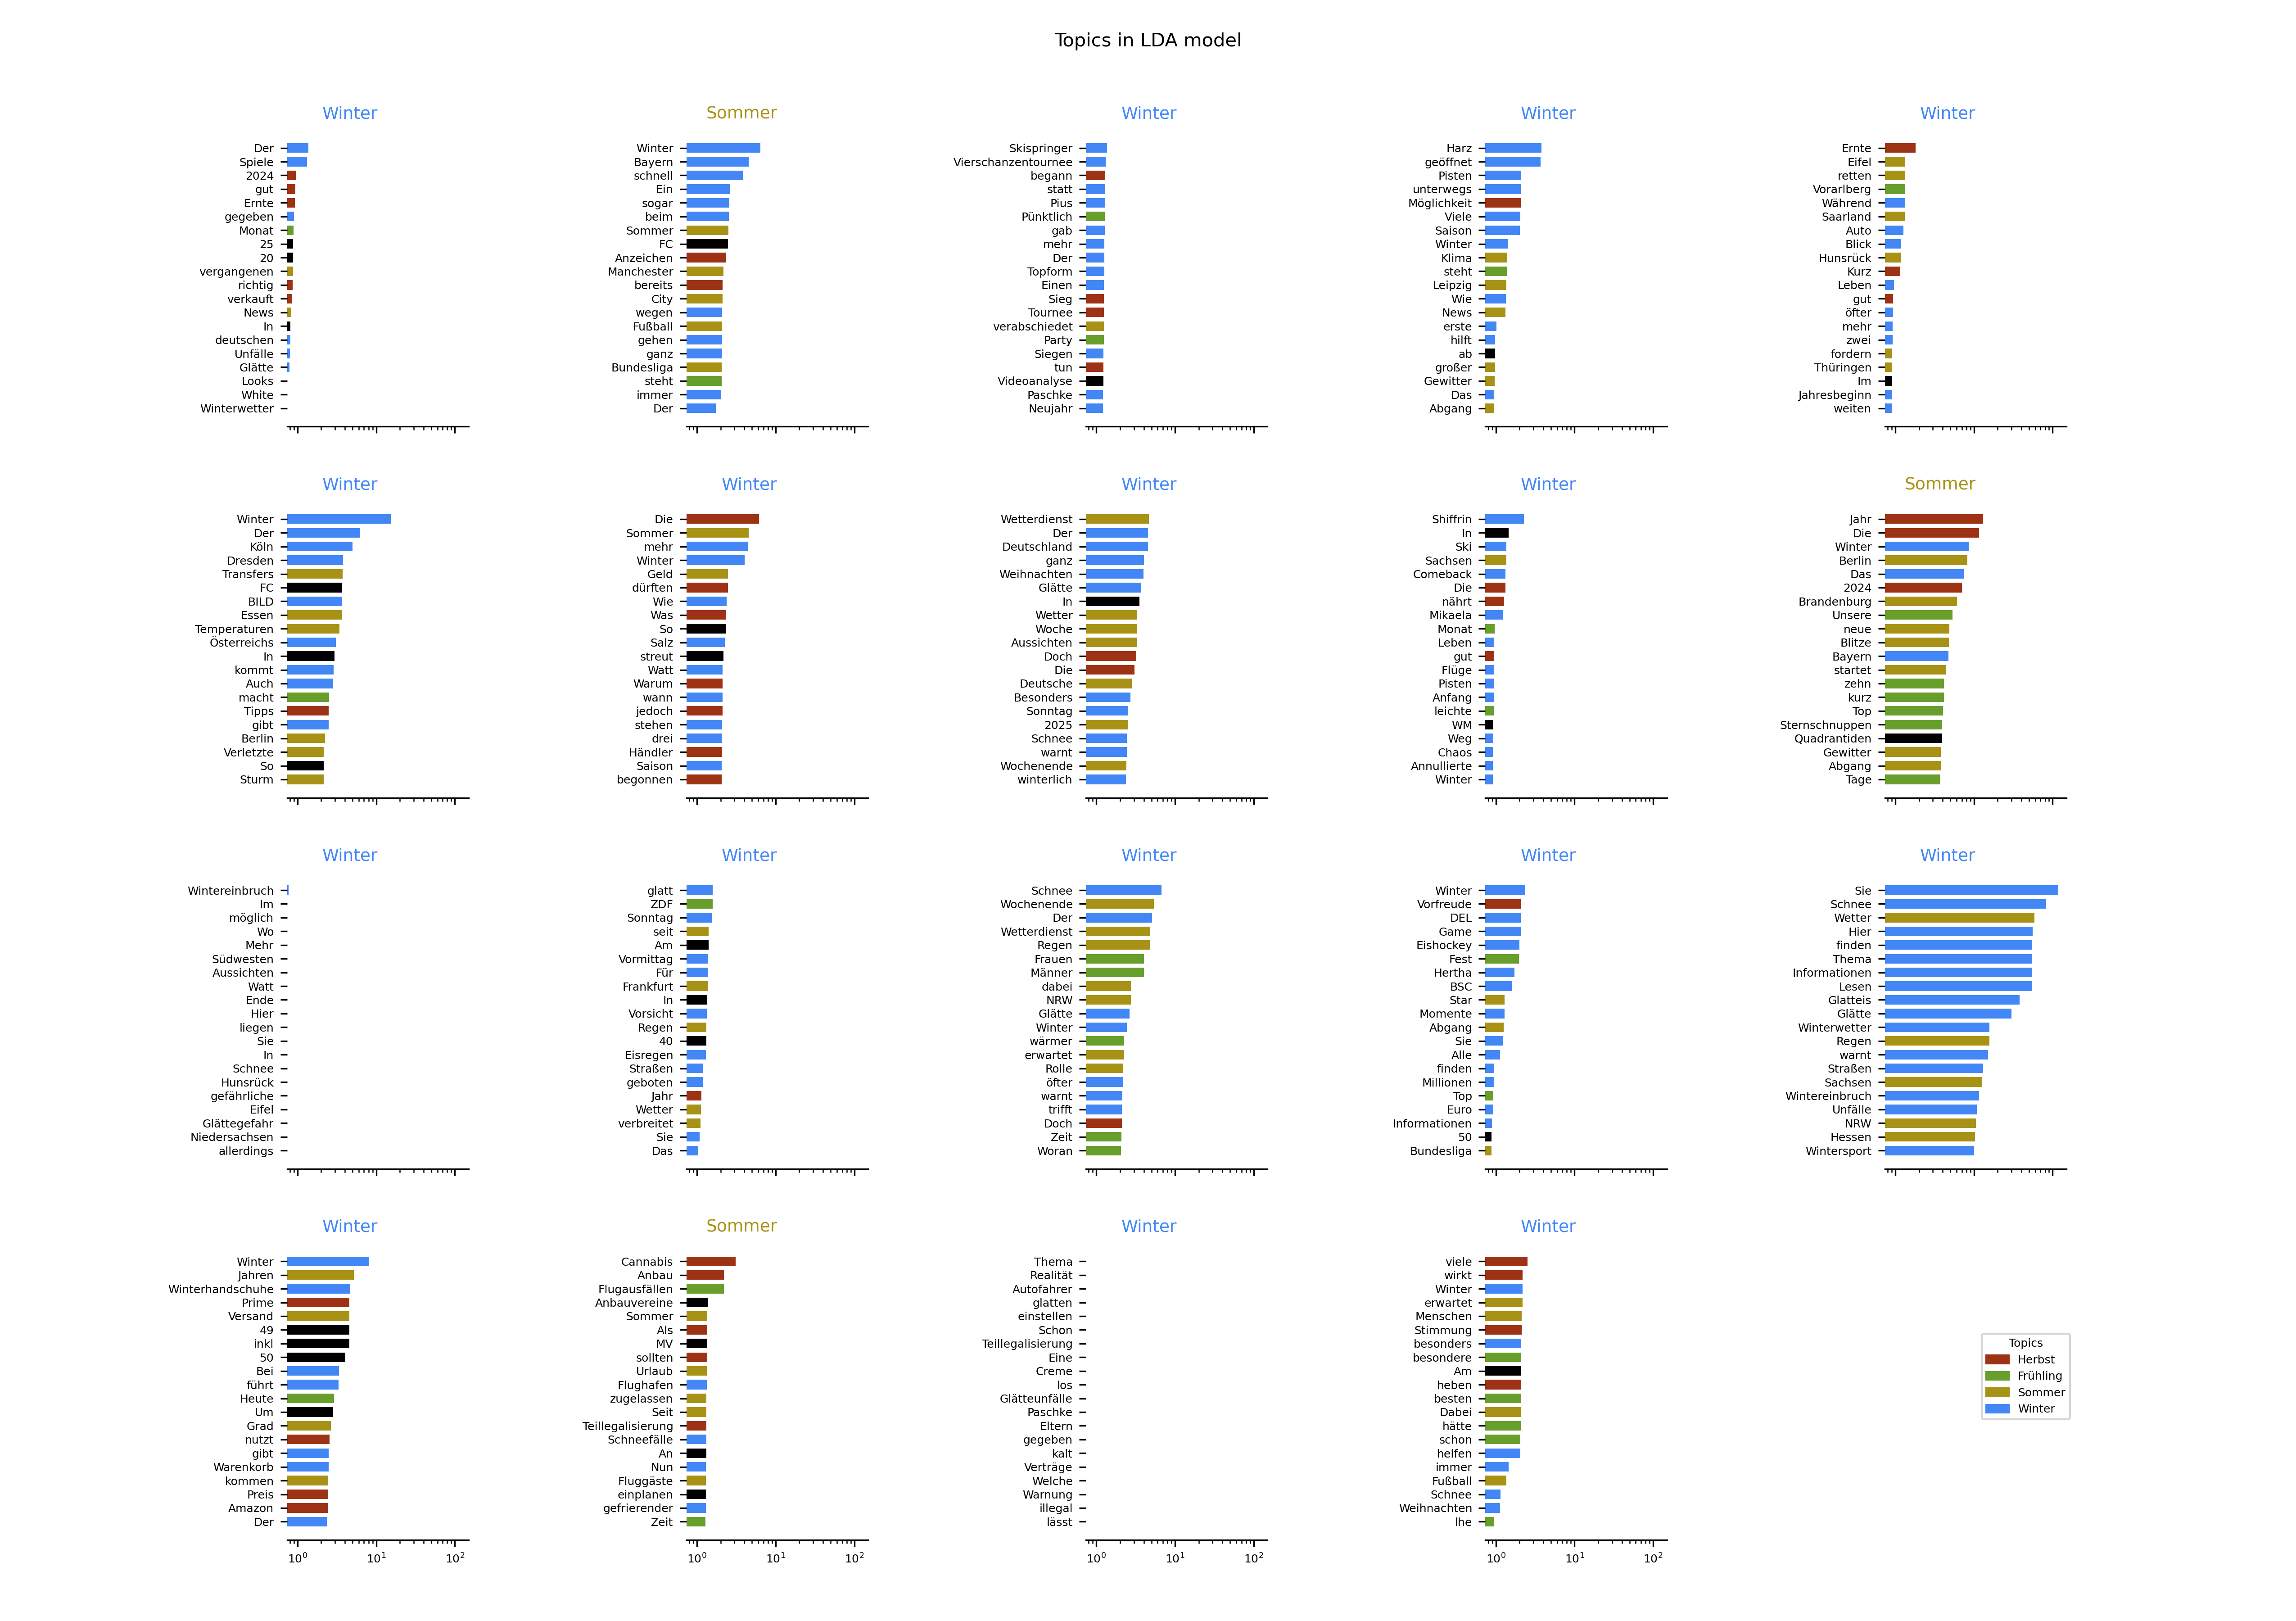 Topics in LDA model
Winter
Der
Spiele
2024
gut
Ernte
gegeben
Monat
25
20
vergangenen
richtig
verkauft
News
In
deutschen
Unfälle
Glätte
Looks
White
Winterwetter
Sommer
Winter
Bayern
schnell
Ein
sogar
beim
Sommer
FC
Anzeichen
Manchester
bereits
City
wegen
Fußball
gehen
ganz
Bundesliga
steht
immer
Der
Winter
Skispringer
Vierschanzentournee
begann
statt
Pius
Pünktlich
gab
mehr
Der
Topform
Einen
Sieg
Tournee
verabschiedet
Party
Siegen
tun
Videoanalyse
Paschke
Neujahr
Winter
Harz
geöffnet
Pisten
unterwegs
Möglichkeit
Viele
Saison
Winter
Klima
steht
Leipzig
Wie
News
erste
hilft
ab
großer
Gewitter
Das
Abgang
Winter
Ernte
Eifel
retten
Vorarlberg
Während
Saarland
Auto
Blick
Hunsrück
Kurz
Leben
gut
öfter
mehr
zwei
fordern
Thüringen
Im
Jahresbeginn
weiten
Winter
Winter
Der
Köln
Dresden
Transfers
FC
BILD
Essen
Temperaturen
Österreichs
In
kommt
Auch
macht
Tipps
gibt
Berlin
Verletzte
So
Sturm
Winter
Die
Sommer
mehr
Winter
Geld
dürften
Wie
Was
So
Salz
streut
Watt
Warum
wann
jedoch
stehen
drei
Händler
Saison
begonnen
Winter
Wetterdienst
Der
Deutschland
ganz
Weihnachten
Glätte
In
Wetter
Woche
Aussichten
Doch
Die
Deutsche
Besonders
Sonntag
2025
Schnee
warnt
Wochenende
winterlich
Winter
Shiffrin
In
Ski
Sachsen
Comeback
Die
nährt
Mikaela
Monat
Leben
gut
Flüge
Pisten
Anfang
leichte
WM
Weg
Chaos
Annullierte
Winter
Sommer
Jahr
Die
Winter
Berlin
Das
2024
Brandenburg
Unsere
neue
Blitze
Bayern
startet
zehn
kurz
Top
Sternschnuppen
Quadrantiden
Gewitter
Abgang
Tage
Winter
Wintereinbruch
Im
möglich
Wo
Mehr
Südwesten
Aussichten
Watt
Ende
Hier
liegen
Sie
In
Schnee
Hunsrück
gefährliche
Eifel
Glättegefahr
Niedersachsen
allerdings
Winter
glatt
ZDF
Sonntag
seit
Am
Vormittag
Für
Frankfurt
In
Vorsicht
Regen
40
Eisregen
Straßen
geboten
Jahr
Wetter
verbreitet
Sie
Das
Winter
Schnee
Wochenende
Der
Wetterdienst
Regen
Frauen
Männer
dabei
NRW
Glätte
Winter
wärmer
erwartet
Rolle
öfter
warnt
trifft
Doch
Zeit
Woran
Winter
Winter
Vorfreude
DEL
Game
Eishockey
Fest
Hertha
BSC
Star
Momente
Abgang
Sie
Alle
finden
Millionen
Top
Euro
Informationen
50
Bundesliga
Winter
Sie
Schnee
Wetter
Hier
finden
Thema
Informationen
Lesen
Glatteis
Glätte
Winterwetter
Regen
warnt
Straßen
Sachsen
Wintereinbruch
Unfälle
NRW
Hessen
Wintersport
Winter
Winter
Jahren
Winterhandschuhe
Prime
Versand
49
inkl
50
Bei
führt
Heute
Um
Grad
nutzt
gibt
Warenkorb
kommen
Preis
Amazon
Der
10⁰ 10¹ 10²
Sommer
Cannabis
Anbau
Flugausfällen
Anbauvereine
Sommer
Als
MV
sollten
Urlaub
Flughafen
zugelassen
Seit
Teillegalisierung
Schneefälle
An
Nun
Fluggäste
einplanen
gefrierender
Zeit
10⁰ 10¹ 10²
Winter
Thema
Realität
Autofahrer
glatten
einstellen
Schon
Teillegalisierung
Eine
Creme
los
Glätteunfälle
Paschke
Eltern
gegeben
kalt
Verträge
Welche
Warnung
illegal
lässt
10⁰ 10¹ 10²
Winter
viele
wirkt
Winter
erwartet
Menschen
Stimmung
besonders
besondere
Am
heben
besten
Dabei
hätte
schon
helfen
immer
Fußball
Schnee
Weihnachten
Ihe
10⁰ 10¹ 10²
Topics
Herbst
Frühling
Sommer
Winter